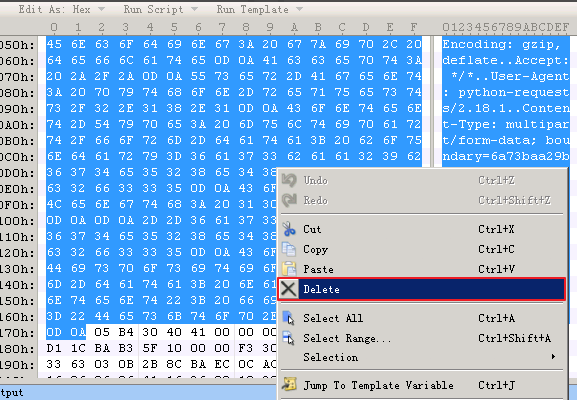 Edit As: Hex Run Script Run Template
0 1 2 3 4 5 6 7 8 9 A B C D E F 0123456789ABCDEF
050h: 45 6E 63 6F 64 69 6E 67 3A 20 67 7A 69 70 2C 20 Encoding: gzip,
060h: 64 65 66 6C 61 74 65 0D 0A 41 63 63 65 70 74 3A deflate..Accept:
070h: 20 2A 2F 2A 0D 0A 55 73 65 72 2D 41 67 65 6E 74 */*..User-Agent
080h: 3A 20 70 79 74 68 6F 6E 2D 72 65 71 75 65 73 74 : python-request
090h: 73 2F 32 2E 31 38 2E 31 0D 0A 43 6F 6E 74 65 6E s/2.18.1..Conten
0A0h: 74 2D 54 79 70 65 3A 20 6D 75 6C 74 69 70 61 72 t-Type: multipar
0B0h: 74 2F 66 6F 72 6D 2D 64 61 74 61 3B 20 62 6F 75 t/form-data; bou
0C0h: 6E 64 61 72 79 3D 36 61 37 33 62 61 61 32 39 62 ndary=6a73baa29b
0D0h: 36 37 34 65 35 32 38 65 34
0E0h: 63 32 66 33 33 35 0D 0A 43
0F0h: 4C 65 6E 67 74 68 3A 20 31
100h: 0D 0A 0D 0A 2D 2D 36 61 37
110h: 36 37 34 65 35 32 38 65 34
120h: 63 32 66 33 33 35 0D 0A 43
130h: 44 69 73 70 6F 73 69 74 69
140h: 6D 2D 64 61 74 61 3B 20 6E
150h: 6E 74 65 6E 74 22 3B 20 66
160h: 3D 22 44 65 73 6B 74 6F 70
170h: 0D 0A 05 B4 30 40 41 00 00
180h: D1 1C BA B3 5F 10 00 00 F3
190h: 33 63 03 0B 2B 8C BA EC 0C
Undo Ctrl+Z
Redo Ctrl+Shift+Z
Cut Ctrl+X
Copy Ctrl+C
Paste Ctrl+V
Delete
Select All Ctrl+A
Select Range... Ctrl+Shift+A
Selection
Jump To Template Variable Ctrl+J
tput